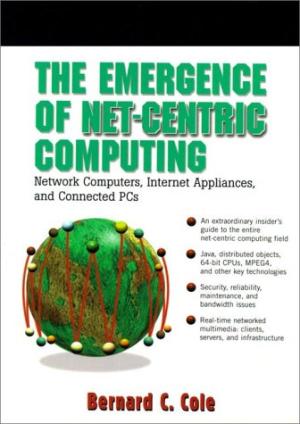 THE EMERGENCE
OF NET-CENTRIC
COMPUTING
Network Computers, Internet Appliances,
and Connected PCs
An extraordinary insider's
guide to the entire
net-centric computing field
Java, distributed objects,
64-bit CPUs, MPEG4,
and other key technologies
Security, reliability,
maintenance, and
bandwidth issues
Real-time networked
multimedia: clients,
servers, and infrastructure
Bernard C. Cole